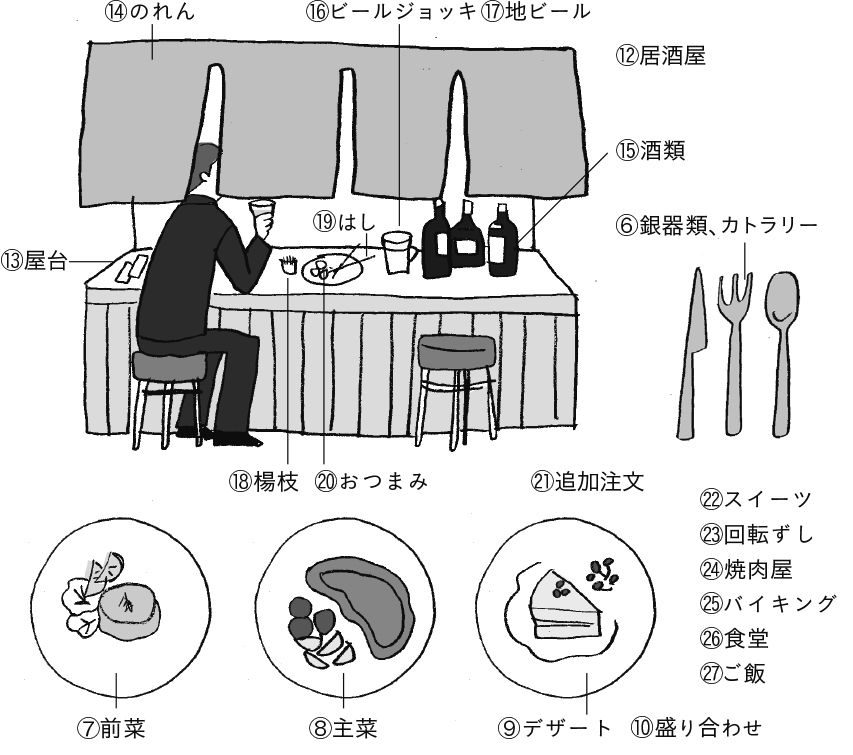 ⑭のれん
⑯ビールジョッキ
⑰地ビール
⑫居酒屋
⑮酒類
⑲はし
⑥銀器類、カトラリー
⑬屋台
⑱楊枝
⑳おつまみ
㉑追加注文
㉒スイーツ
㉓回転ずし
㉔焼肉屋
㉕バイキング
㉖食堂
㉗ご飯
⑦前菜
⑧主菜
⑨デザート
⑩盛り合わせ